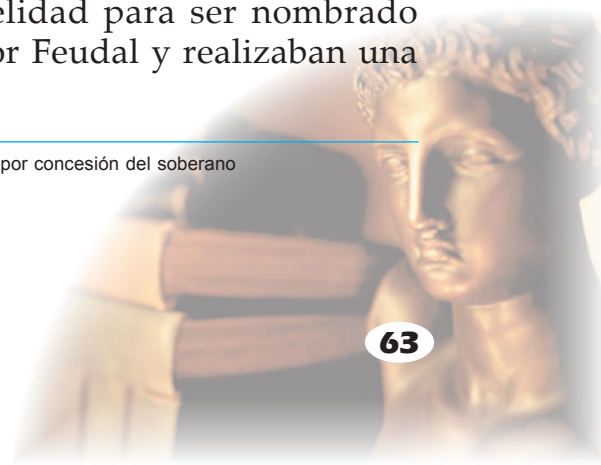 elidad para ser nombrado
or Feudal y realizaban una
por concesión del soberano
63